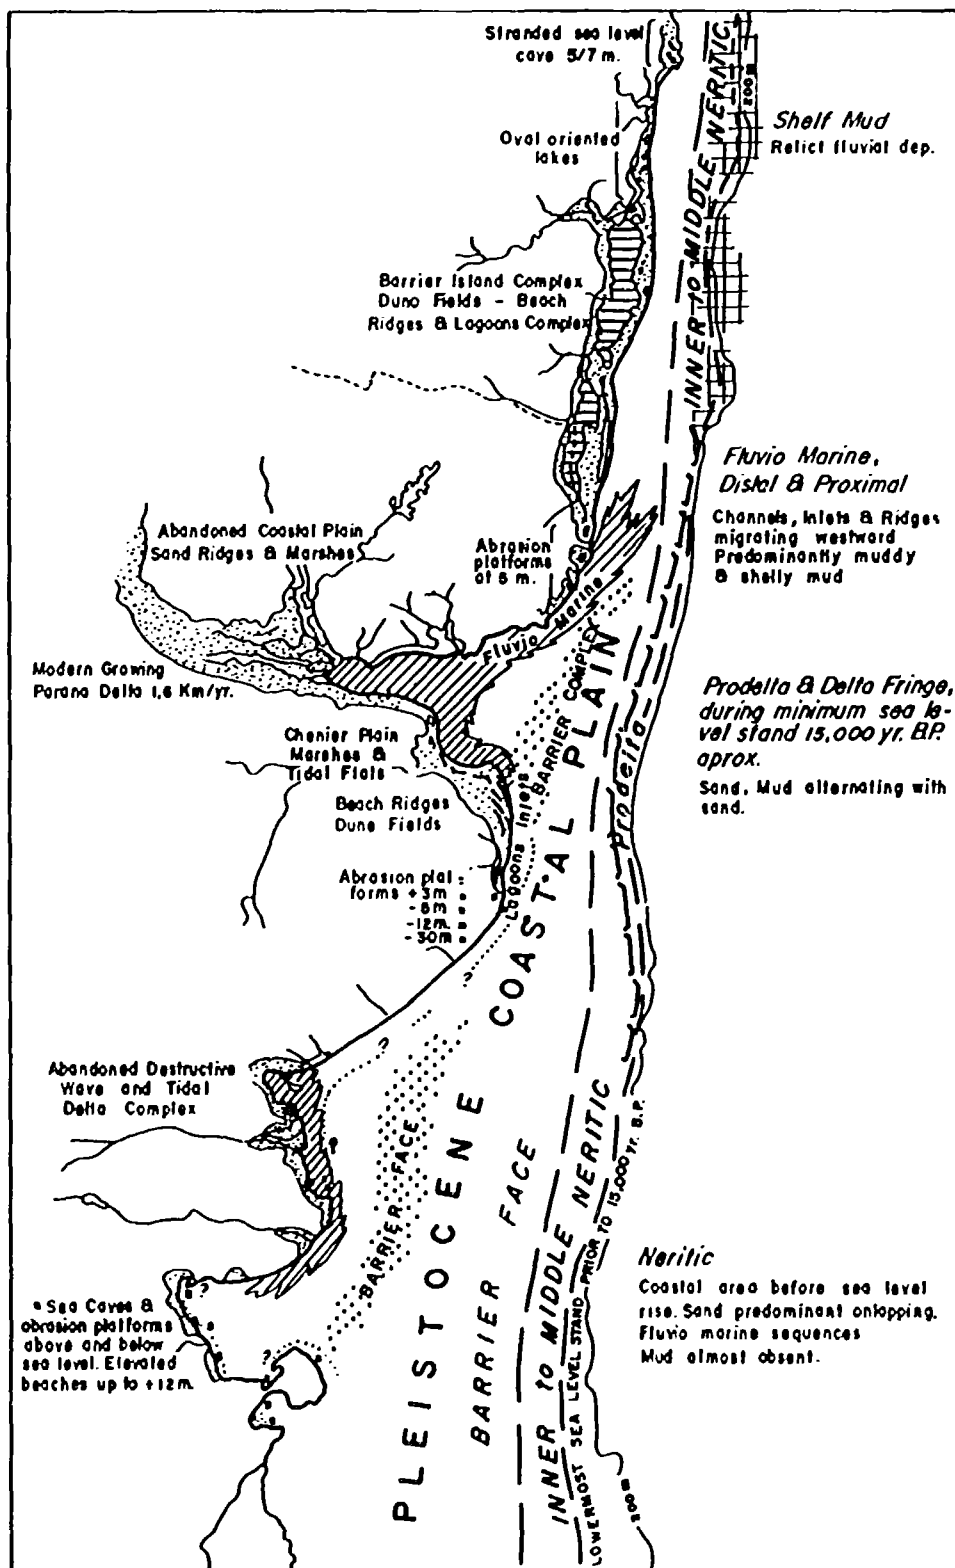 Stranded sea level
cave 5/7 m.
INNER TO MIDDLE NERITIC
200 m
Shelf Mud
Relict fluvial dep.
Oval oriented
lakes
Barrier Island Complex
Duno Fields - Beach
Ridges & Lagoons Complex
Fluvio Marine,
Distal & Proximal
Channels, Inlets & Ridges
migrating westward
Predominantly muddy
& shelly mud
Abandoned Coastal Plain
Sand Ridges & Marshes
Abrasion
platforms
at 6 m.
Fluvio Marine
Modern Growing
Parana Delta 1,6 Km/yr.
Prodelta & Delta Fringe,
during minimum sea le-
vel stand 15,000 yr. B.P.
aprox.
Sand, Mud alternating with
sand.
Chenier Plain
Marshes &
Tidal Flats
Beach Ridges
Dune Fields
BARRIER COMPLEX
Lagoons Inlets
Prodelta
Abrasion plat
forms +3m
-8m
-12m.
-30m
?
?
PLEISTOCENE COASTAL PLAIN
Abandoned Destructive
Wave and Tidal
Delta Complex
BARRIER FACE
BARRIER FACE
INNER to MIDDLE NERITIC
LOWERMOST SEA LEVEL STAND PRIOR TO 15,000 yr. B.P.
200 m
Neritic
Coastal area before sea level
rise. Sand predominant onlapping.
Fluvio marine sequences
Mud almost absent.
?
?
Sea Caves &
abrasion platforms
above and below
sea level. Elevated
beaches up to +12m.